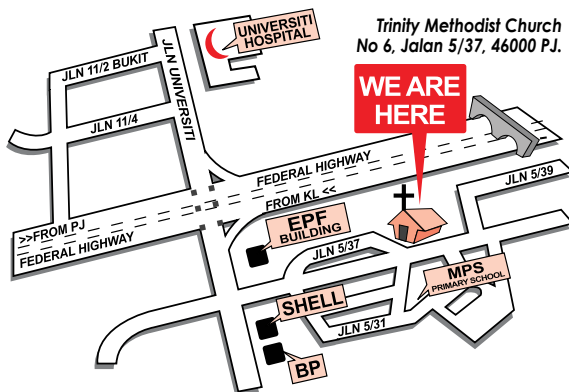 Trinity Methodist Church
No 6, Jalan 5/37, 46000 PJ.
UNIVERSITI
HOSPITAL
JLN 11/2 BUKIT
JLN UNIVERSITI
JLN 11/4
WE ARE
HERE
FEDERAL HIGHWAY
FROM KL <<
JLN 5/39
>>FROM PJ
FEDERAL HIGHWAY
EPF
BUILDING
JLN 5/37
MPS
PRIMARY SCHOOL
SHELL
JLN 5/31
BP